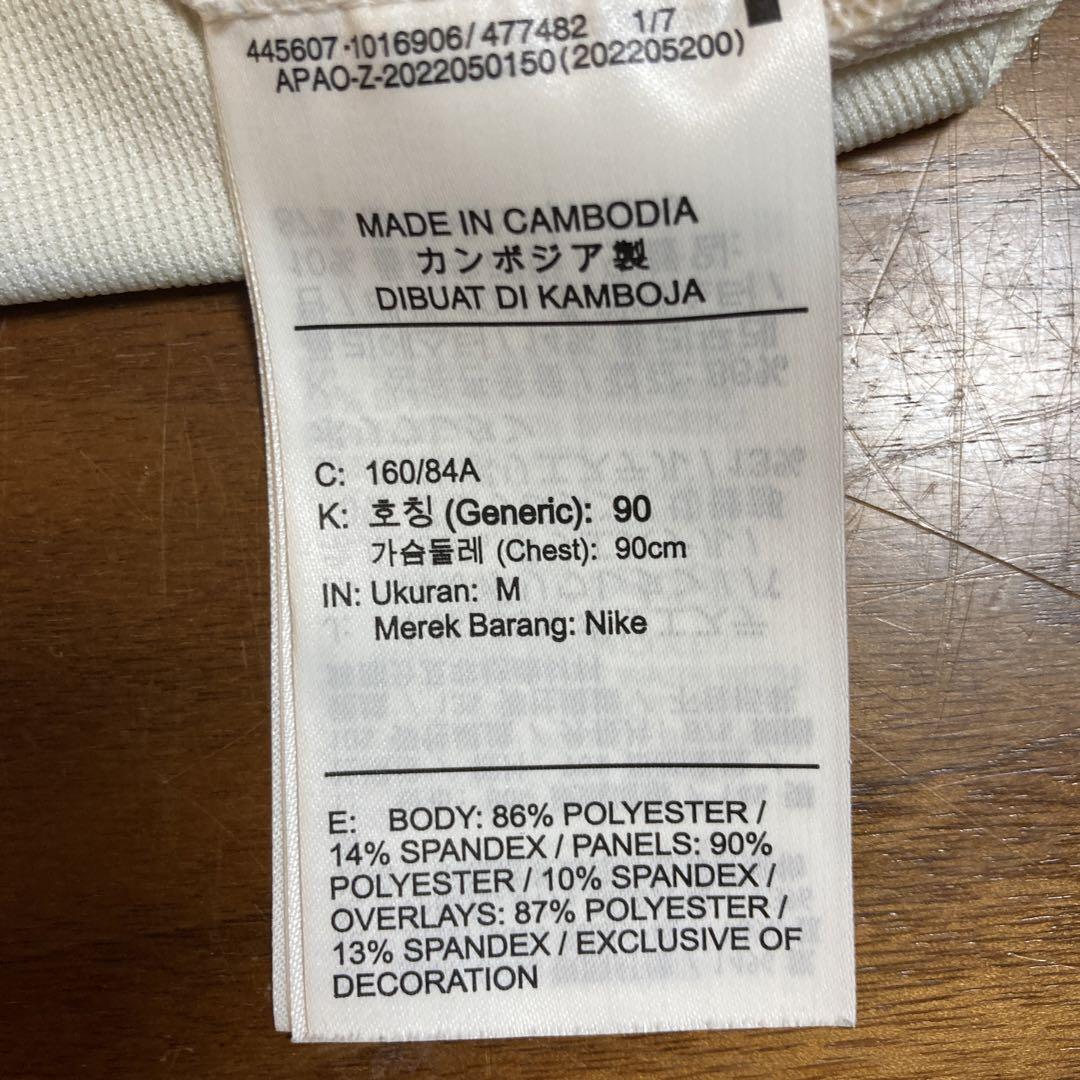 445607-1016906/477482 1/7
APAO-Z-2022050150(202205200)
MADE IN CAMBODIA
カンボジア製
DIBUAT DI KAMBOJA
C: 160/84A
K: 호칭 (Generic): 90
가슴둘레 (Chest): 90cm
IN: Ukuran: M
Merek Barang: Nike
E: BODY: 86% POLYESTER /
14% SPANDEX / PANELS: 90%
POLYESTER / 10% SPANDEX /
OVERLAYS: 87% POLYESTER /
13% SPANDEX / EXCLUSIVE OF
DECORATION